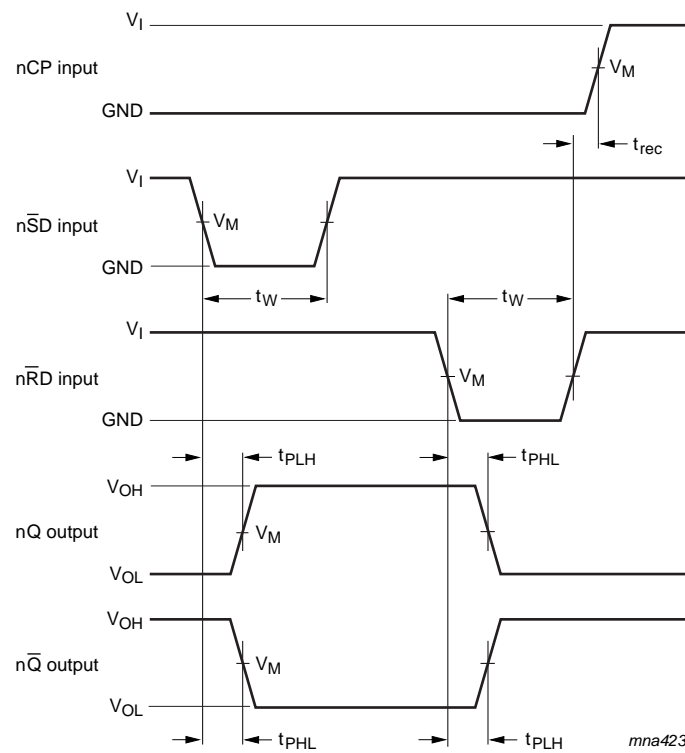 VI
nCP input
VM
GND
trec
VI
nS̅D input
VM
GND
tW
tW
VI
nR̅D input
VM
GND
tPLH
tPHL
VOH
nQ output
VM
VOL
VOH
nQ̅ output
VM
VOL
tPHL
tPLH
mna423